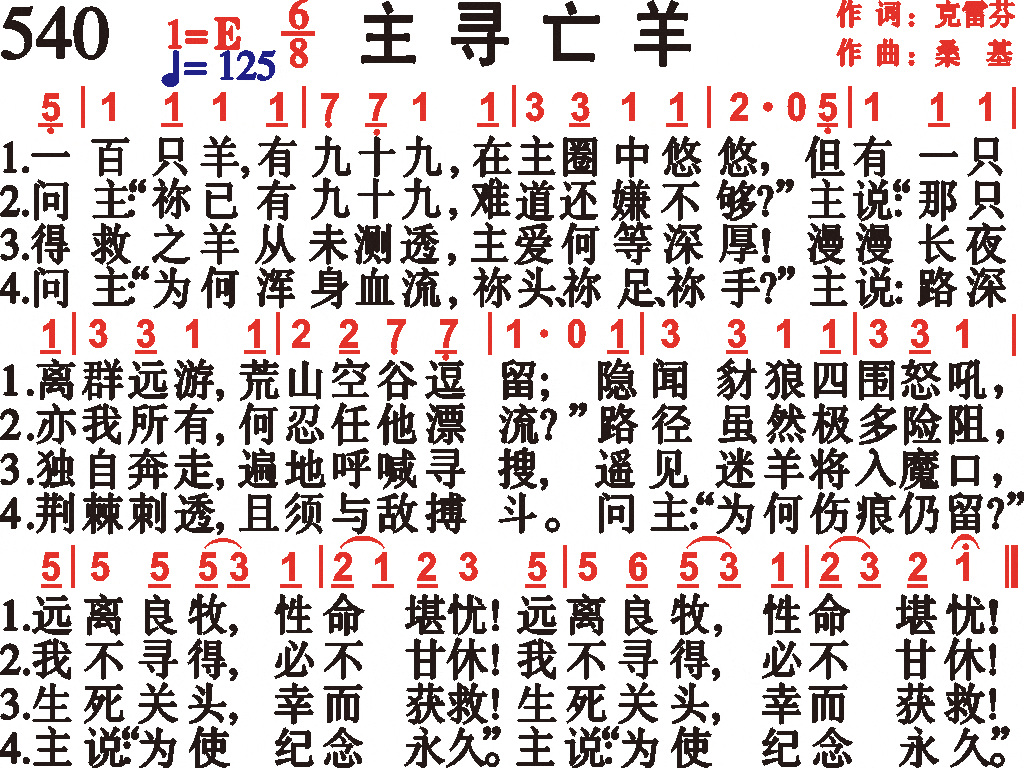 540 1=E 6/8 主寻亡羊 作 词：克雷芬
♩=125 作 曲：桑 基
5 | 1 1 1 1 | 7 7 1 1 | 3 3 1 1 | 2 · 0 5 | 1 1 1 |
1.一 百 只 羊,有 九 十 九,在 主 圈 中 悠 悠, 但 有 一 只
2.问 主:“祢 已 有 九 十 九,难 道 还 嫌 不 够?”主 说:“那 只
3.得 救 之 羊 从 未 测 透,主 爱 何 等 深 厚! 漫 漫 长 夜
4.问 主:“为 何 浑 身 血 流,祢 头、祢 足、祢 手?”主 说: 路 深
1 | 3 3 1 1 | 2 2 7 7 | 1 · 0 1 | 3 3 1 1 | 3 3 1 |
1.离 群 远 游,荒 山 空 谷 逗 留; 隐 闻 豺 狼 四 围 怒 吼,
2.亦 我 所 有,何 忍 任 他 漂 流?”路 径 虽 然 极 多 险 阻,
3.独 自 奔 走,遍 地 呼 喊 寻 搜, 遥 见 迷 羊 将 入 魔 口,
4.荆 棘 刺 透,且 须 与 敌 搏 斗。 问 主:“为 何 伤 痕 仍 留?”
5 | 5 5 5 3 1 | 2 1 2 3 5 | 5 6 5 3 1 | 2 3 2 1 ‖
1.远 离 良 牧, 性 命 堪 忧! 远 离 良 牧, 性 命 堪 忧!
2.我 不 寻 得, 必 不 甘 休! 我 不 寻 得, 必 不 甘 休!
3.生 死 关 头, 幸 而 获 救! 生 死 关 头, 幸 而 获 救!
4.主 说:“为 使 纪 念 永 久”。主 说:“为 使 纪 念 永 久”。